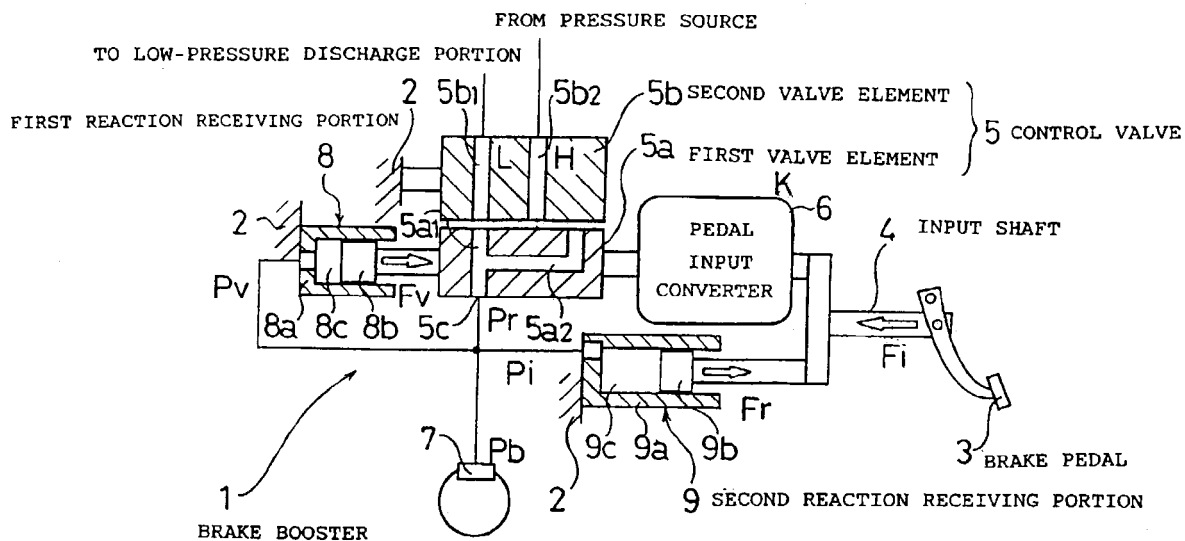 FROM PRESSURE SOURCE
TO LOW-PRESSURE DISCHARGE PORTION
2 5b1 5b2 5b SECOND VALVE ELEMENT
FIRST REACTION RECEIVING PORTION
5 CONTROL VALVE
8 L H 5a FIRST VALVE ELEMENT
K
6
2 5a1 PEDAL
INPUT
CONVERTER
4 INPUT SHAFT
Pv Fv
8a 8c 8b 5c Pr 5a2
Fi
Pi
Fr
9c 9a 9b
7 Pb
3 BRAKE PEDAL
1 2 9 SECOND REACTION RECEIVING PORTION
BRAKE BOOSTER